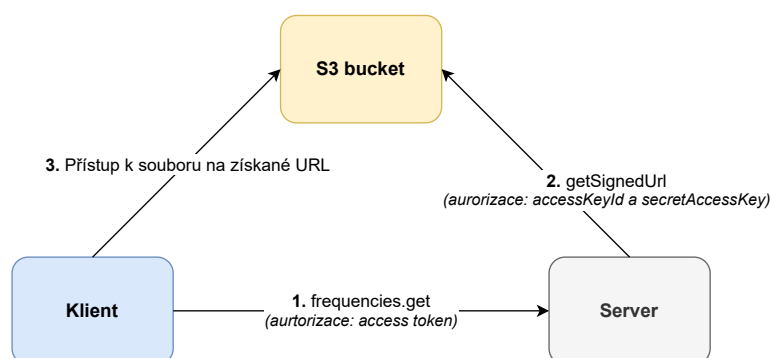 S3 bucket
3. Přístup k souboru na získané URL
2. getSignedUrl
(aurorizace: accessKeyId a secretAccessKey)
Klient
1. frequencies.get
(aurtorizace: access token)
Server